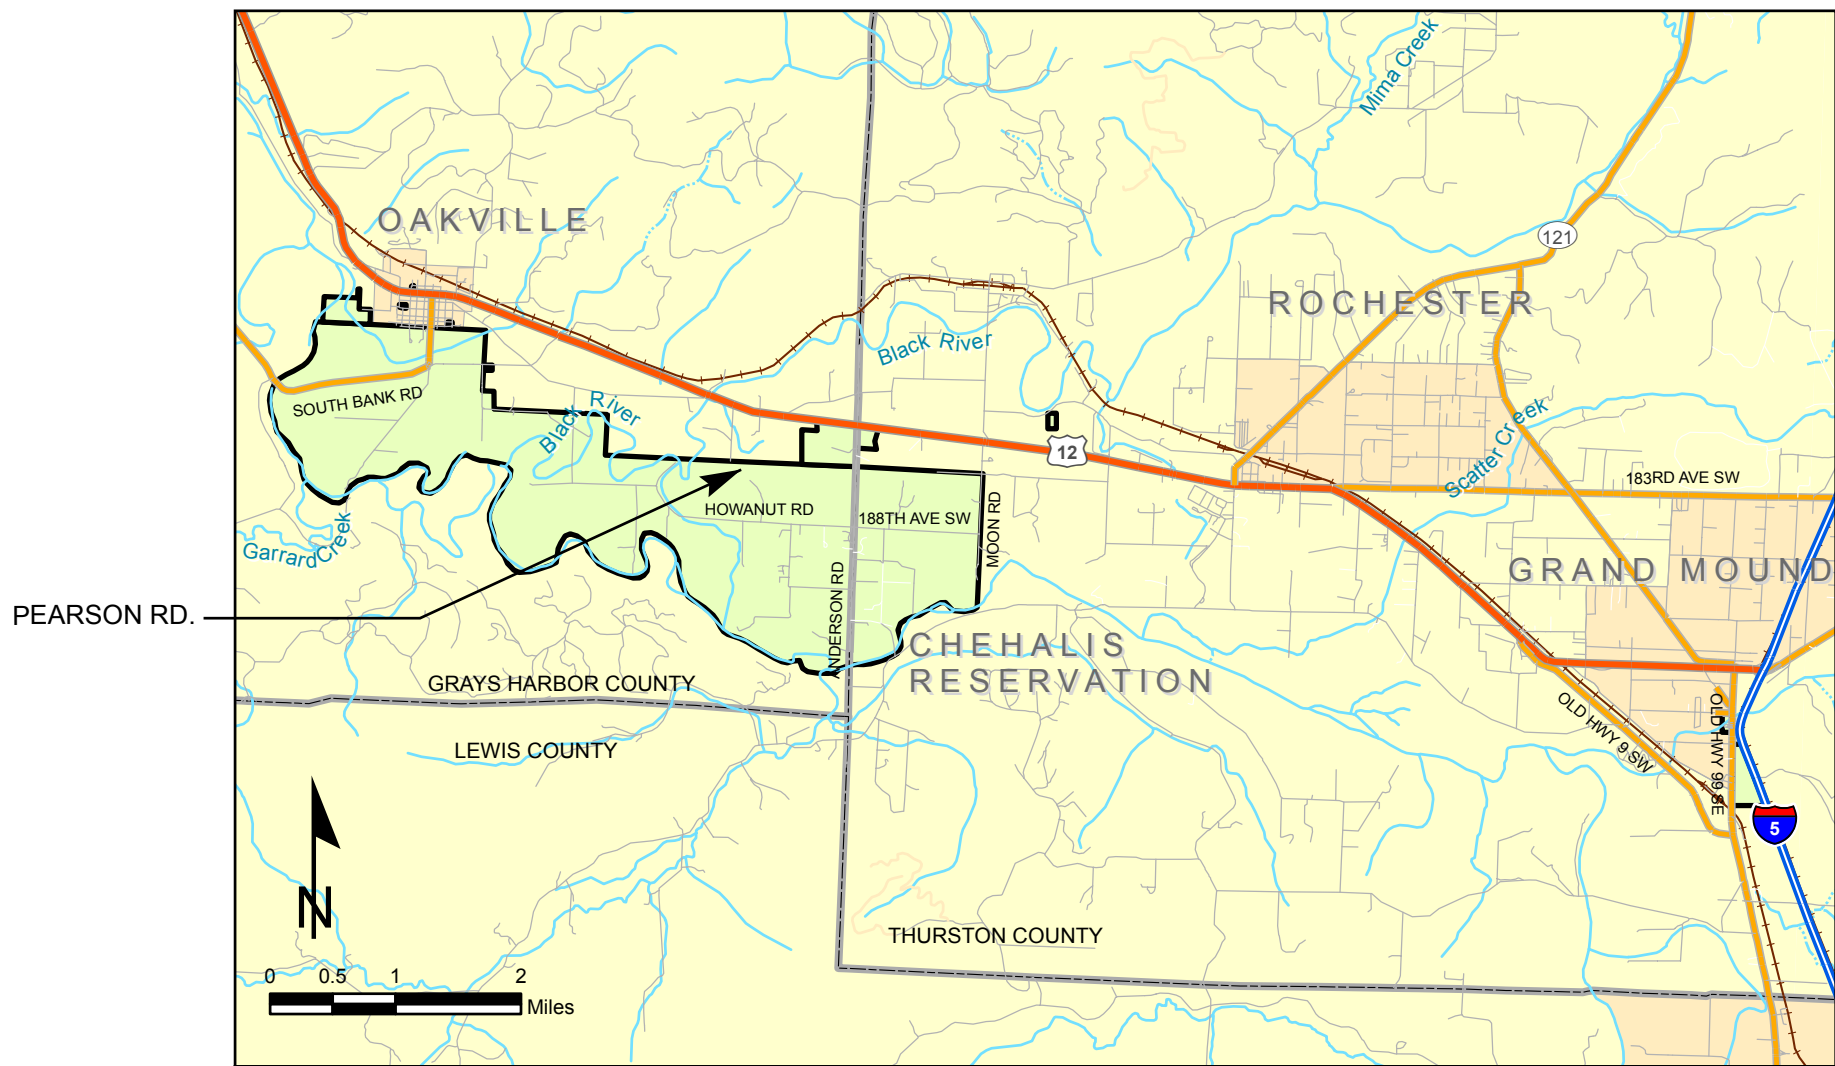 Mima Creek
OAKVILLE
121
ROCHESTER
Black River
SOUTH BANK RD
Black River
12
Scatter Creek
183RD AVE SW
HOWANUT RD
188TH AVE SW
MOON RD
Garrard Creek
GRAND MOUND
ANDERSON RD
PEARSON RD.
CHEHALIS
RESERVATION
GRAYS HARBOR COUNTY
OLD HWY 9 SW
OLD HWY 99 SE
LEWIS COUNTY
5
N
THURSTON COUNTY
0 0.5 1 2
Miles